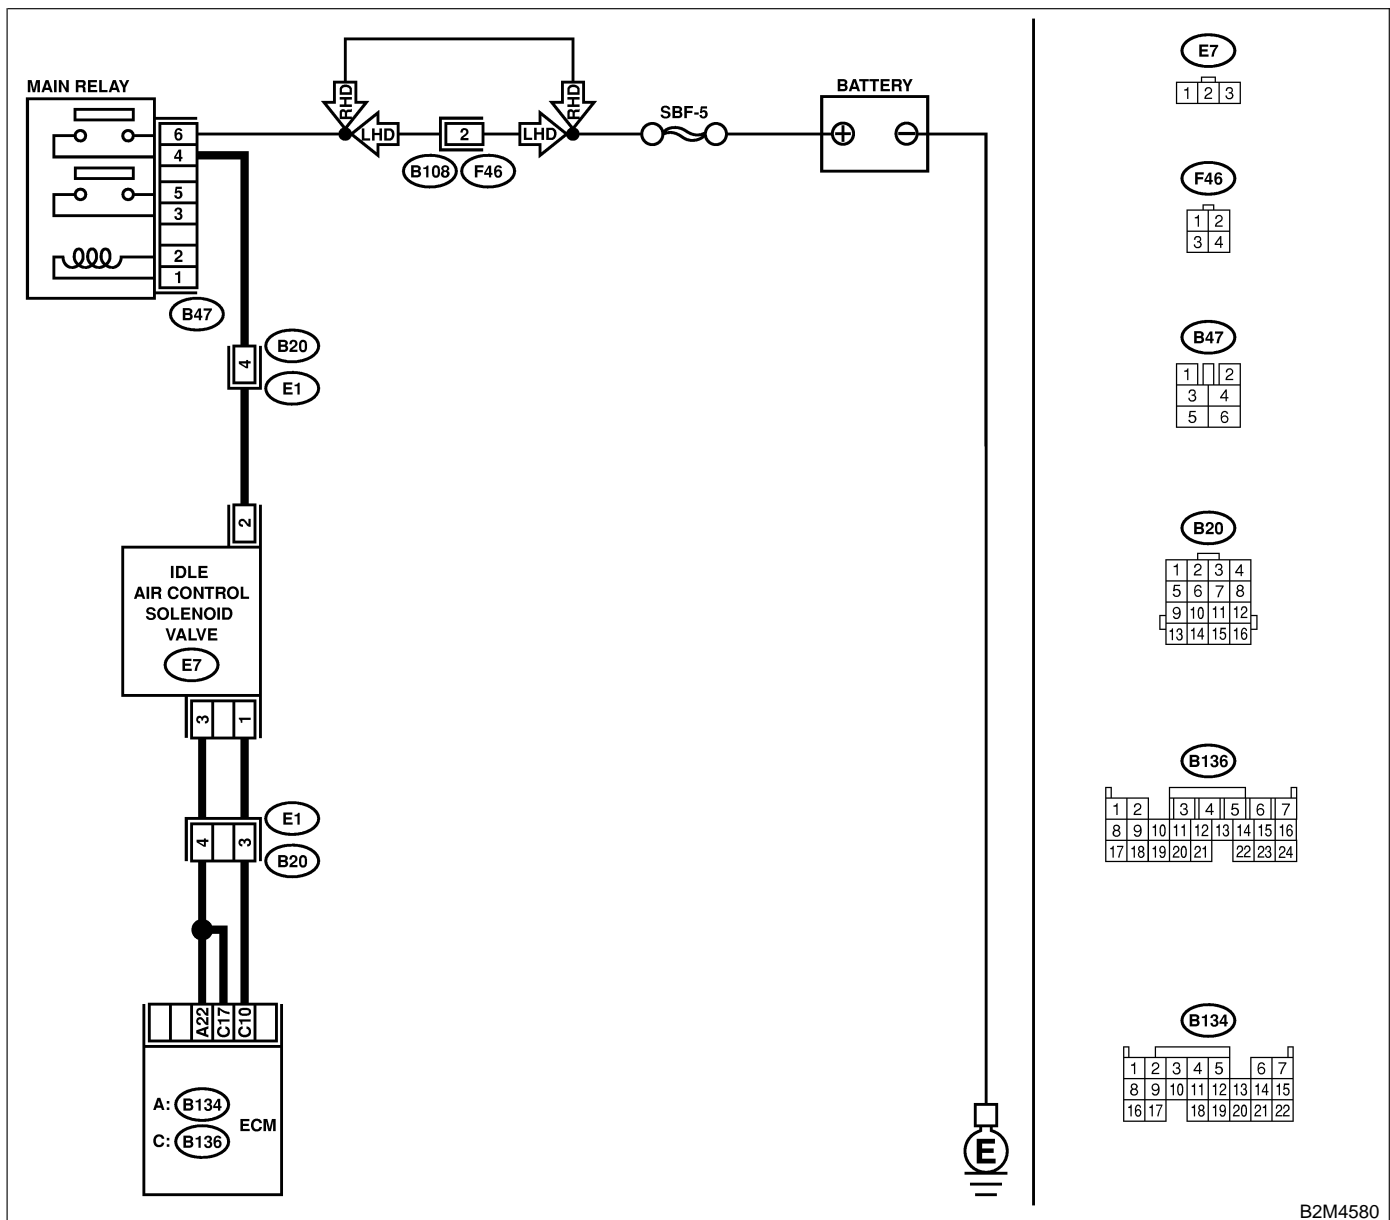 MAIN RELAY
6
4
5
3
2
1
B47
RHD
LHD
2
B108
F46
LHD
RHD
SBF-5
BATTERY
B20
4
E1
2
IDLE
AIR CONTROL
SOLENOID
VALVE
E7
3 1
E1
4 3
B20
A22 C17 C10
A: B134
C: B136
ECM
E
E7
1 2 3
F46
1 2
3 4
B47
1 2
3 4
5 6
B20
1 2 3 4
5 6 7 8
9 10 11 12
13 14 15 16
B136
1 2 3 4 5 6 7
8 9 10 11 12 13 14 15 16
17 18 19 20 21 22 23 24
B134
1 2 3 4 5 6 7
8 9 10 11 12 13 14 15
16 17 18 19 20 21 22
B2M4580